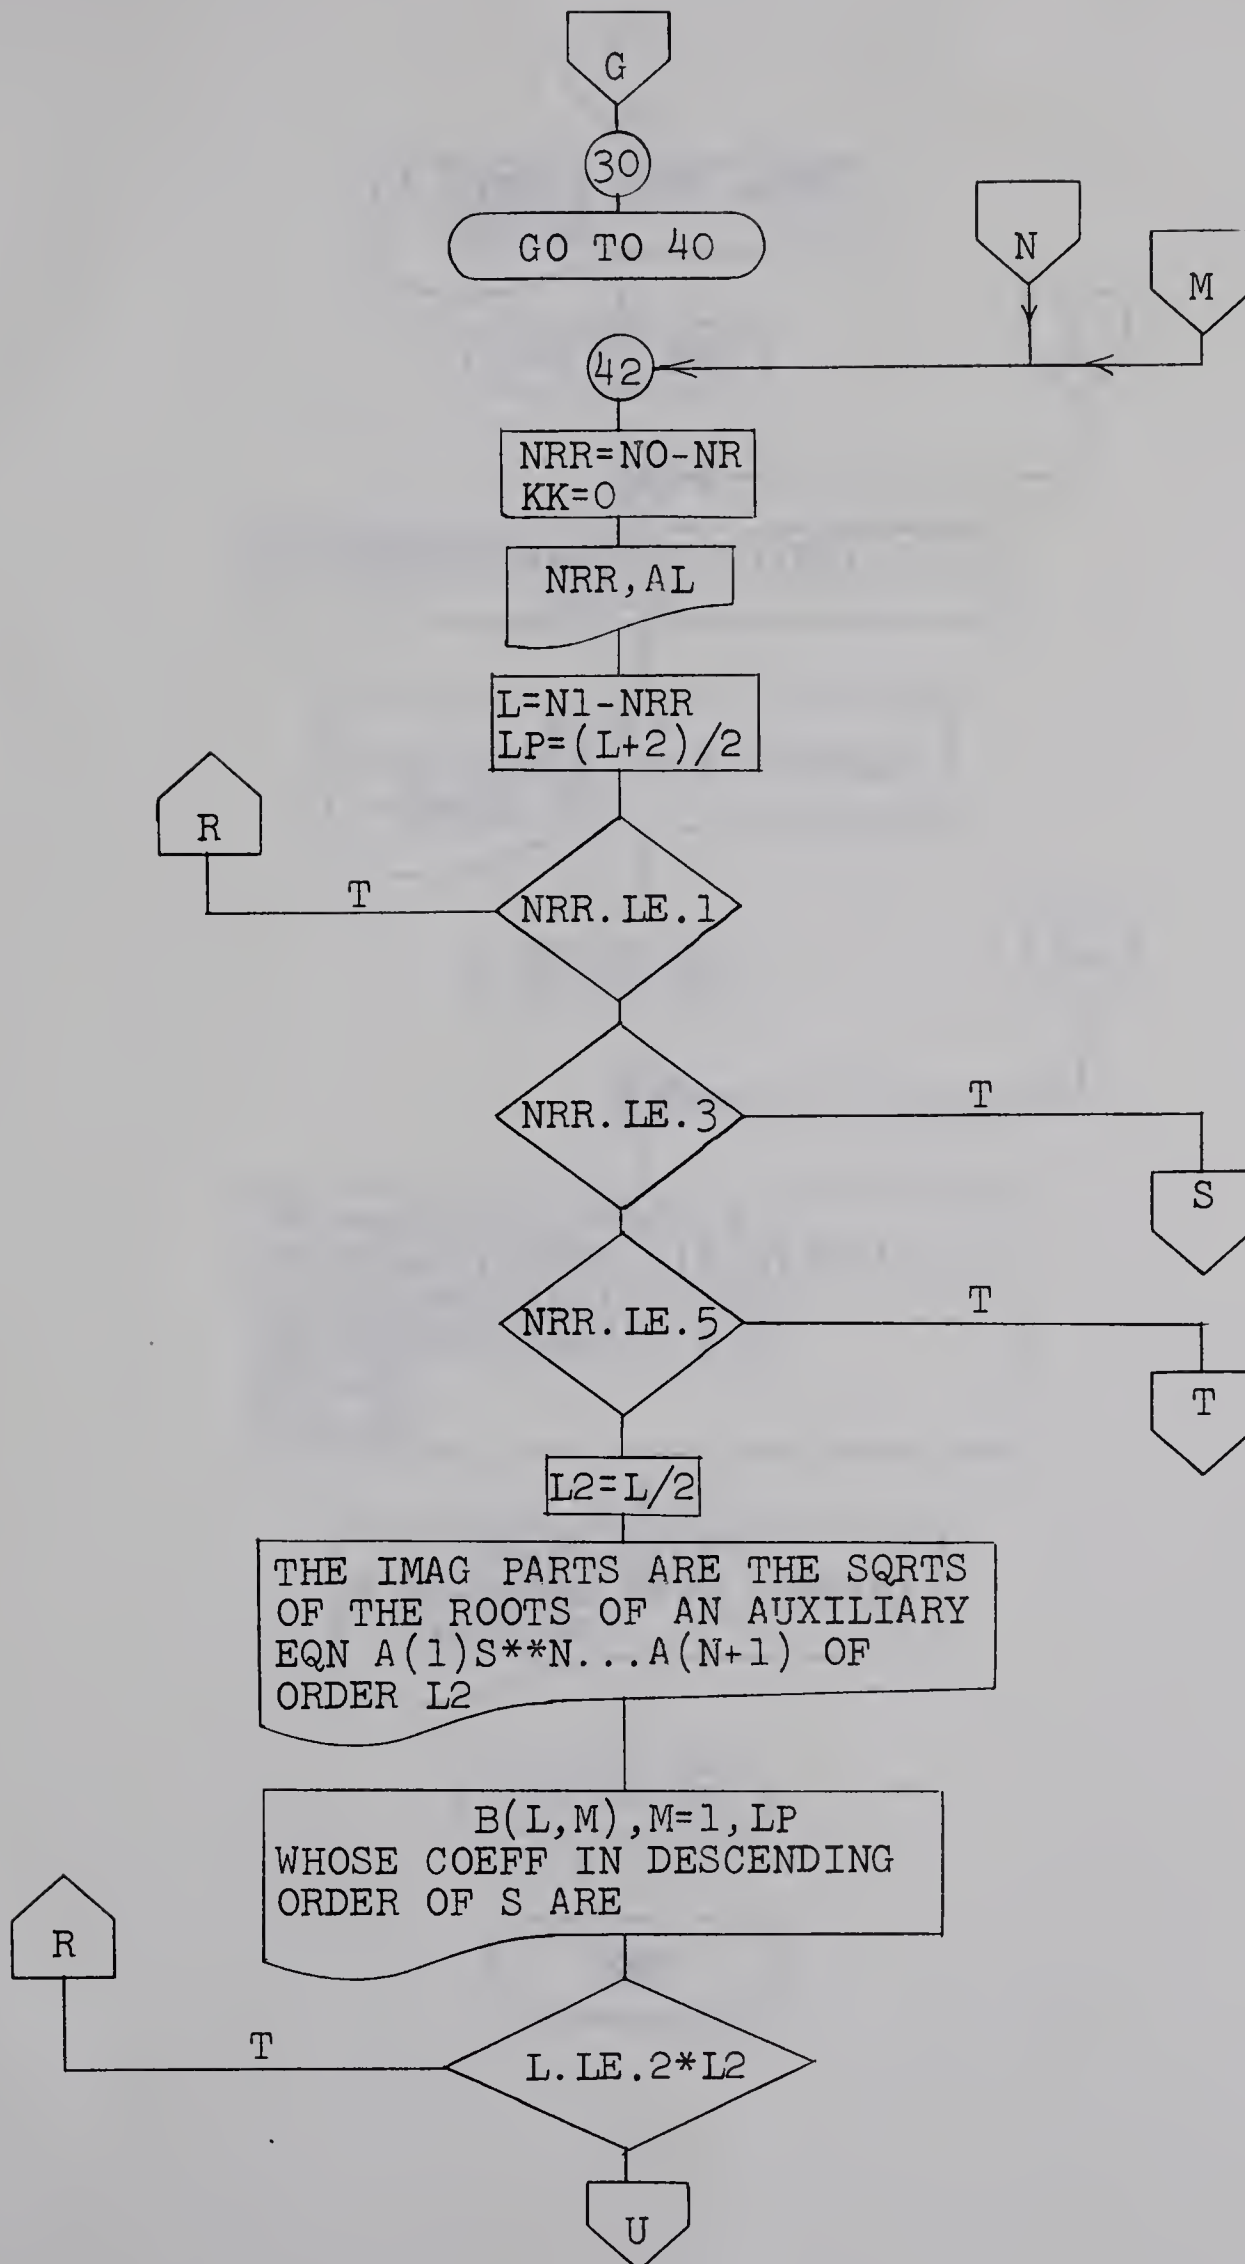 G
30
GO TO 40
N
M
42
NRR=NO-NR
KK=0
NRR,AL
L=N1-NRR
LP=(L+2)/2
R
T
NRR.LE.1
NRR.LE.3
T
S
NRR.LE.5
T
T
L2=L/2
THE IMAG PARTS ARE THE SQRTS
OF THE ROOTS OF AN AUXILIARY
EQN A(1)S**N...A(N+1) OF
ORDER L2
B(L,M),M=1,LP
WHOSE COEFF IN DESCENDING
ORDER OF S ARE
R
T
L.LE.2*L2
U